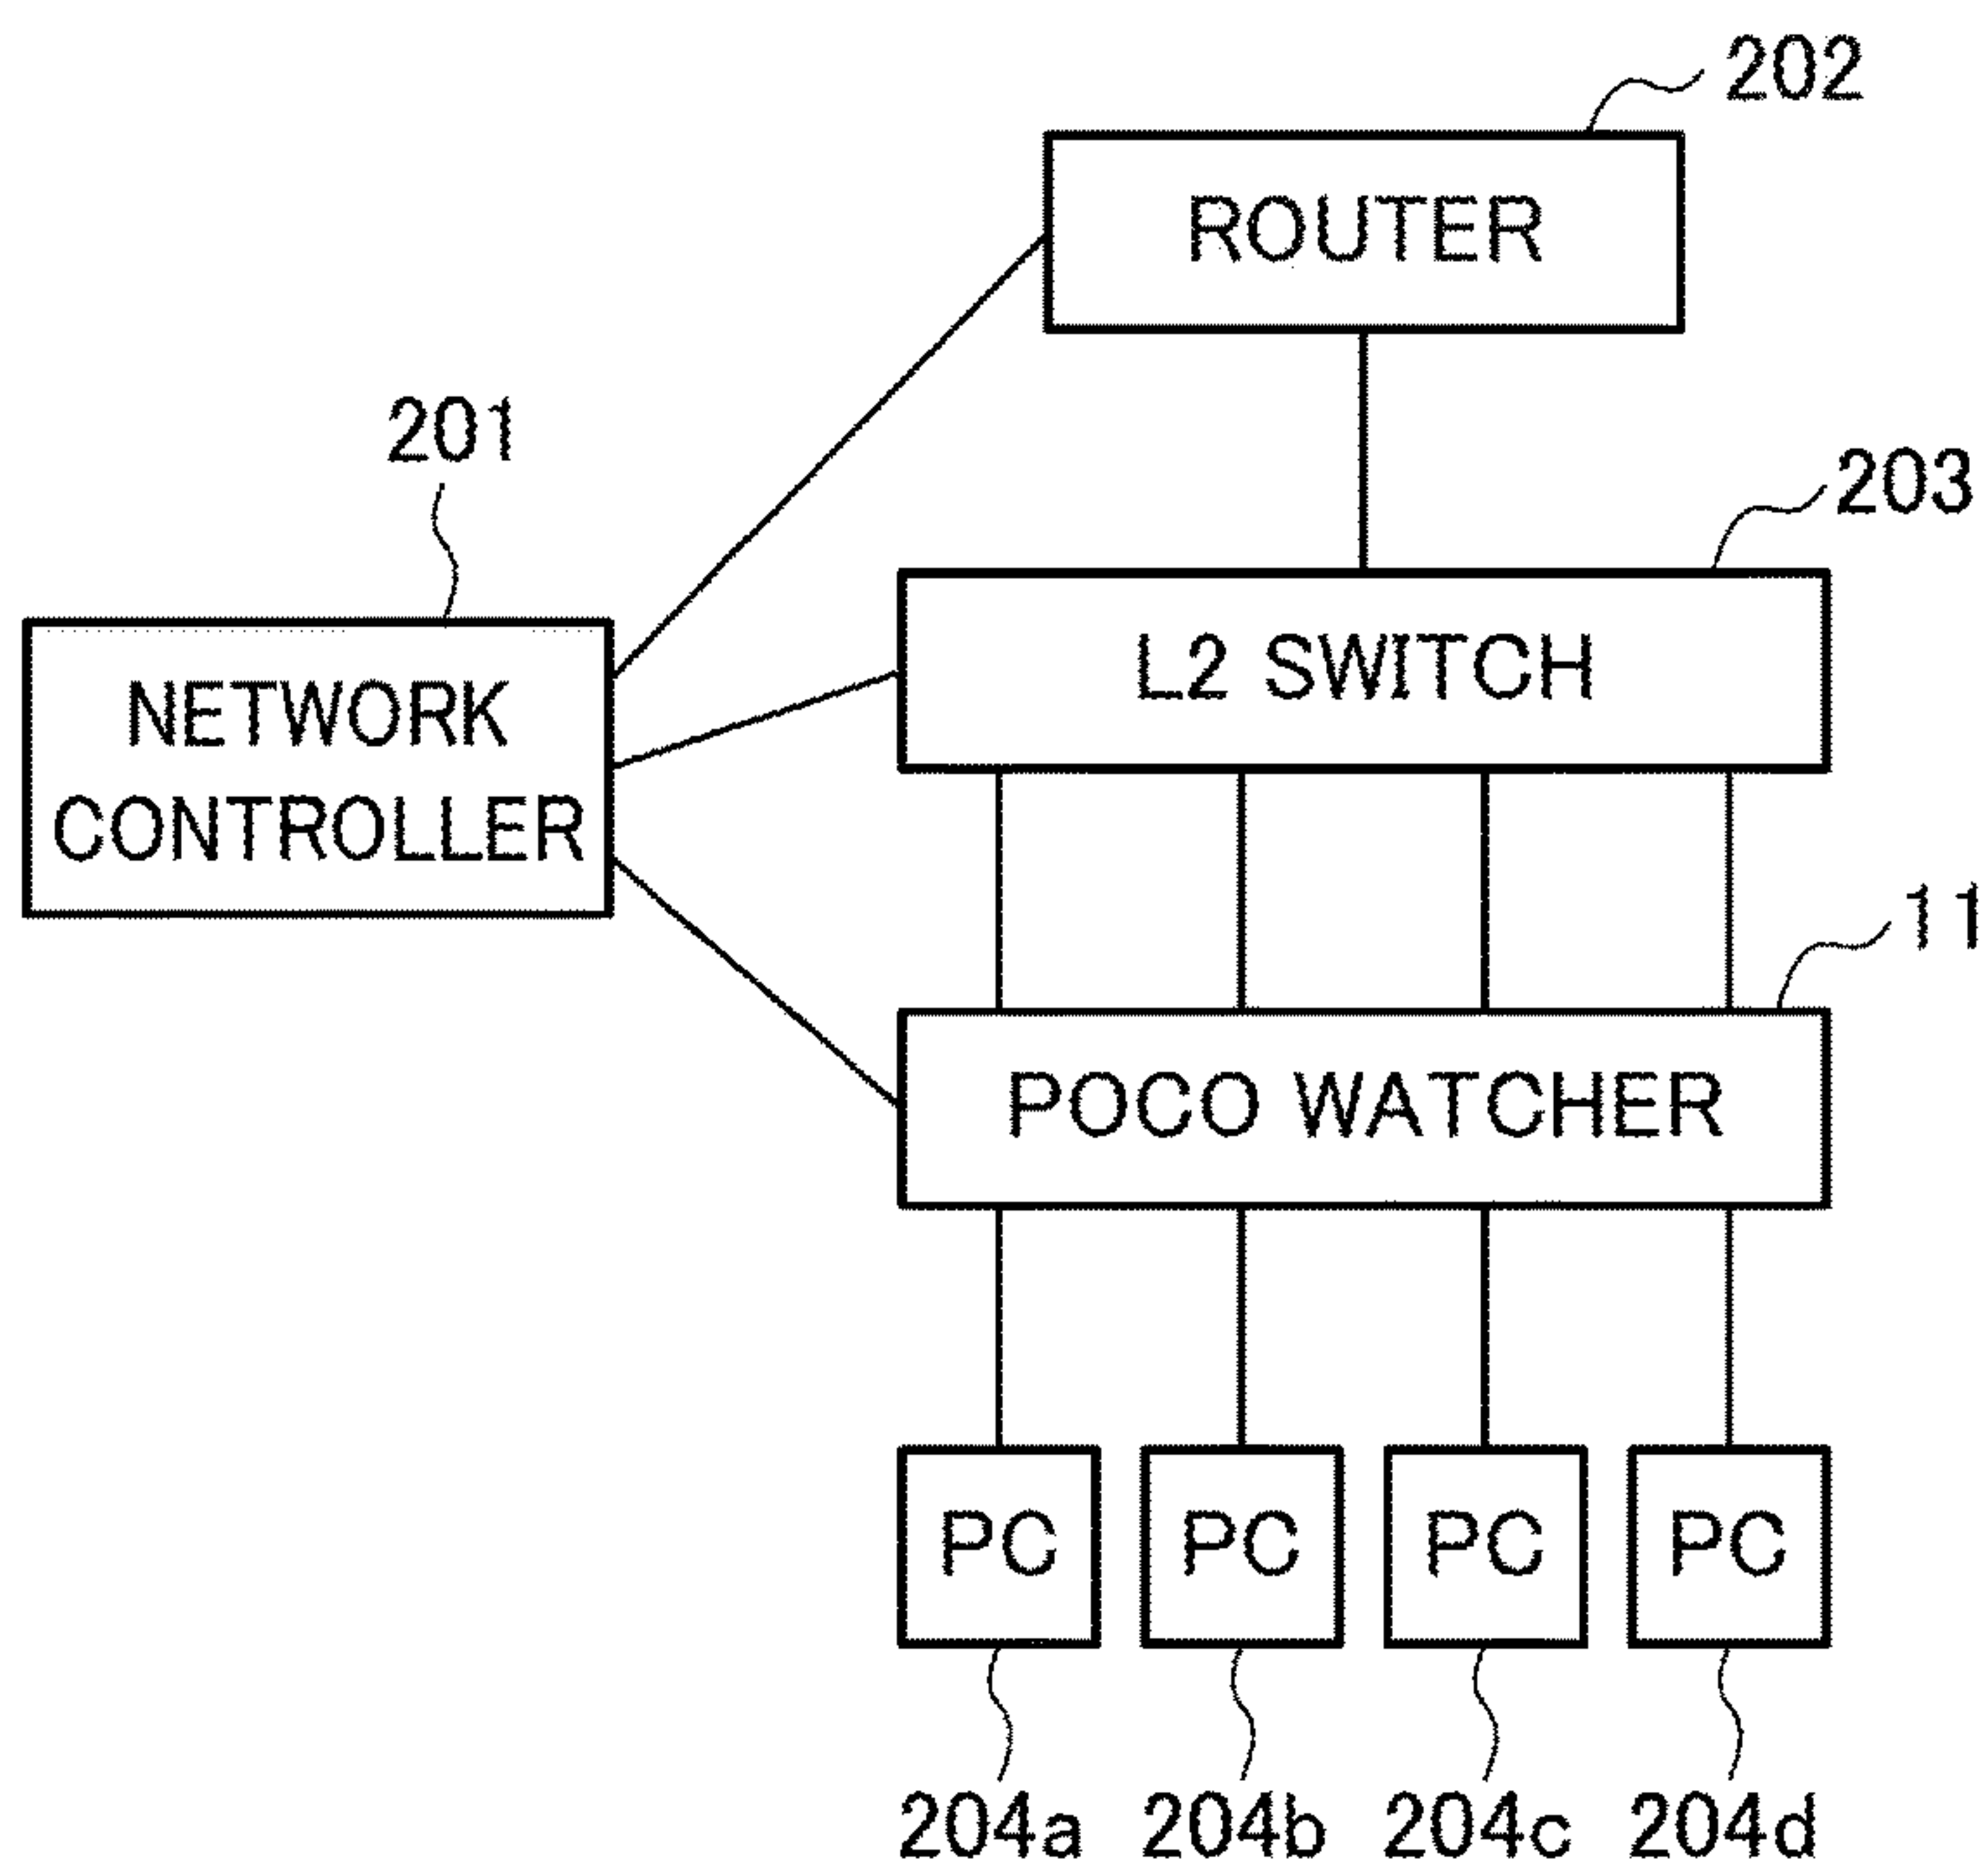 202
ROUTER
201
203
L2 SWITCH
NETWORK
CONTROLLER
11
POCO WATCHER
PC PC PC PC
204a 204b 204c 204d